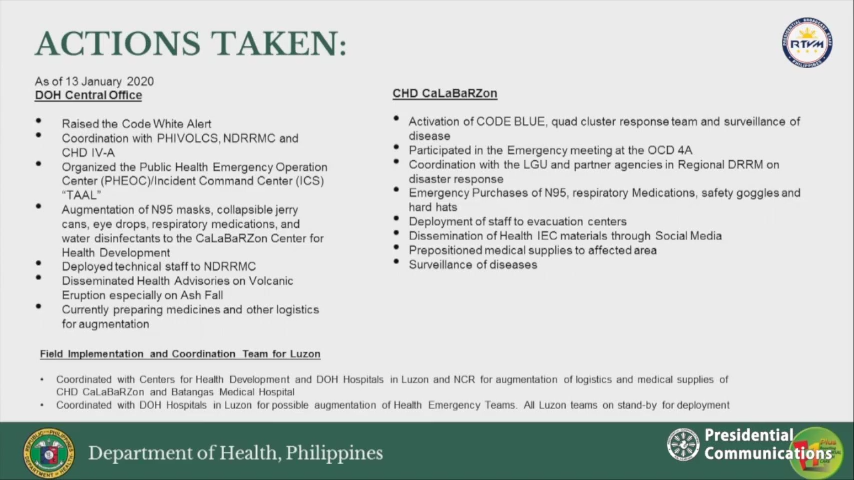 ACTIONS TAKEN:
RTVM
As of 13 January 2020
DOH Central Office
• Raised the Code White Alert
• Coordination with PHIVOLCS, NDRRMC and
CHD IV-A
• Organized the Public Health Emergency Operation
Center (PHEOC)/Incident Command Center (ICS)
“TAAL”
• Augmentation of N95 masks, collapsible jerry
cans, eye drops, respiratory medications, and
water disinfectants to the CaLaBaRZon Center for
Health Development
• Deployed technical staff to NDRRMC
• Disseminated Health Advisories on Volcanic
Eruption especially on Ash Fall
• Currently preparing medicines and other logistics
for augmentation
CHD CaLaBaRZon
• Activation of CODE BLUE, quad cluster response team and surveillance of
disease
• Participated in the Emergency meeting at the OCD 4A
• Coordination with the LGU and partner agencies in Regional DRRM on
disaster response
• Emergency Purchases of N95, respiratory Medications, safety goggles and
hard hats
• Deployment of staff to evacuation centers
• Dissemination of Health IEC materials through Social Media
• Prepositioned medical supplies to affected area
• Surveillance of diseases
Field Implementation and Coordination Team for Luzon
• Coordinated with Centers for Health Development and DOH Hospitals in Luzon and NCR for augmentation of logistics and medical supplies of
CHD CaLaBaRZon and Batangas Medical Hospital
• Coordinated with DOH Hospitals in Luzon for possible augmentation of Health Emergency Teams. All Luzon teams on stand-by for deployment
Department of Health, Philippines
Presidential
Communications